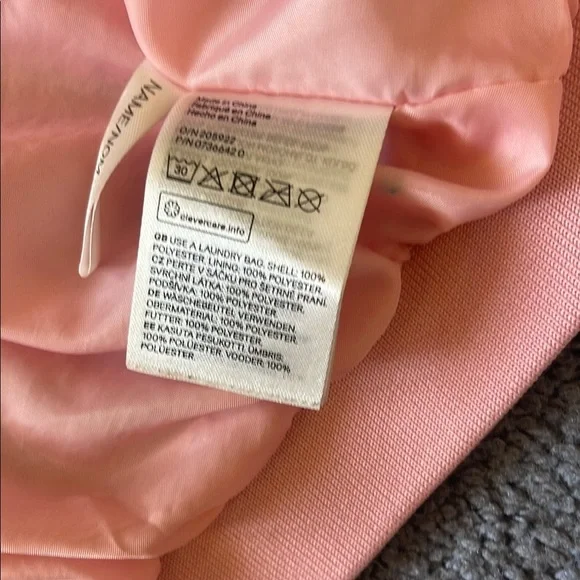 NAME/NOM
Made in China
Fabriqué en Chine
Hecho en China
O/N 205922
P/N 0736642 0
30
clevercare.info
GB USE A LAUNDRY BAG. SHELL: 100%
POLYESTER. LINING: 100% POLYESTER.
CZ PERTE V SÁČKU PRO ŠETRNÉ PRANÍ.
SVRCHNÍ LÁTKA: 100% POLYESTER.
PODŠÍVKA: 100% POLYESTER.
DE WÄSCHEBEUTEL VERWENDEN.
OBERMATERIAL: 100% POLYESTER.
FUTTER: 100% POLYESTER.
EE KASUTA PESUKOTTI. ÜMBRIS:
100% POLÜESTER. VOODER: 100%
POLÜESTER.